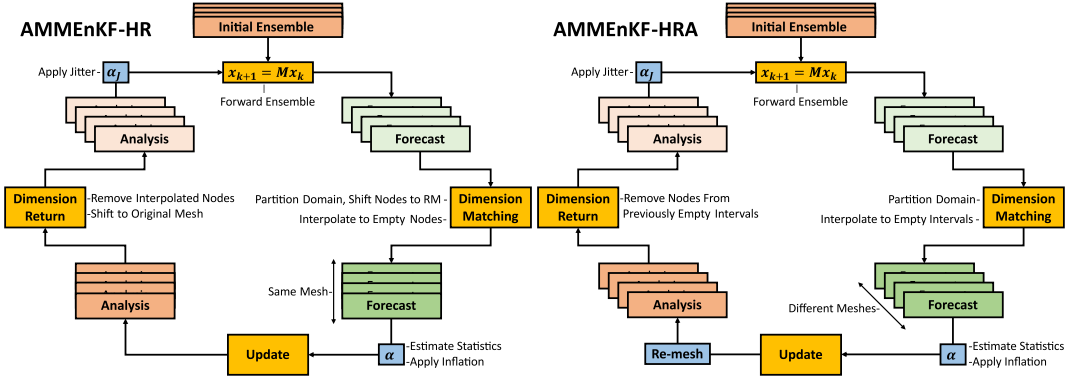 AMMEnKF-HR
Initial Ensemble
Apply Jitter-
α_J
x_{k+1} = Mx_k
Forward Ensemble
Analysis
Forecast
Dimension
Return
-Remove Interpolated Nodes
-Shift to Original Mesh
Partition Domain, Shift Nodes to RM-
Interpolate to Empty Nodes-
Dimension
Matching
Analysis
Same Mesh-
Forecast
Update
α
-Estimate Statistics
-Apply Inflation
AMMEnKF-HRA
Initial Ensemble
Apply Jitter-
α_J
x_{k+1} = Mx_k
Forward Ensemble
Analysis
Forecast
Dimension
Return
-Remove Nodes From
Previously Empty Intervals
Partition Domain-
Interpolate to Empty Intervals-
Dimension
Matching
Analysis
Different Meshes-
Forecast
Re-mesh
Update
α
-Estimate Statistics
-Apply Inflation